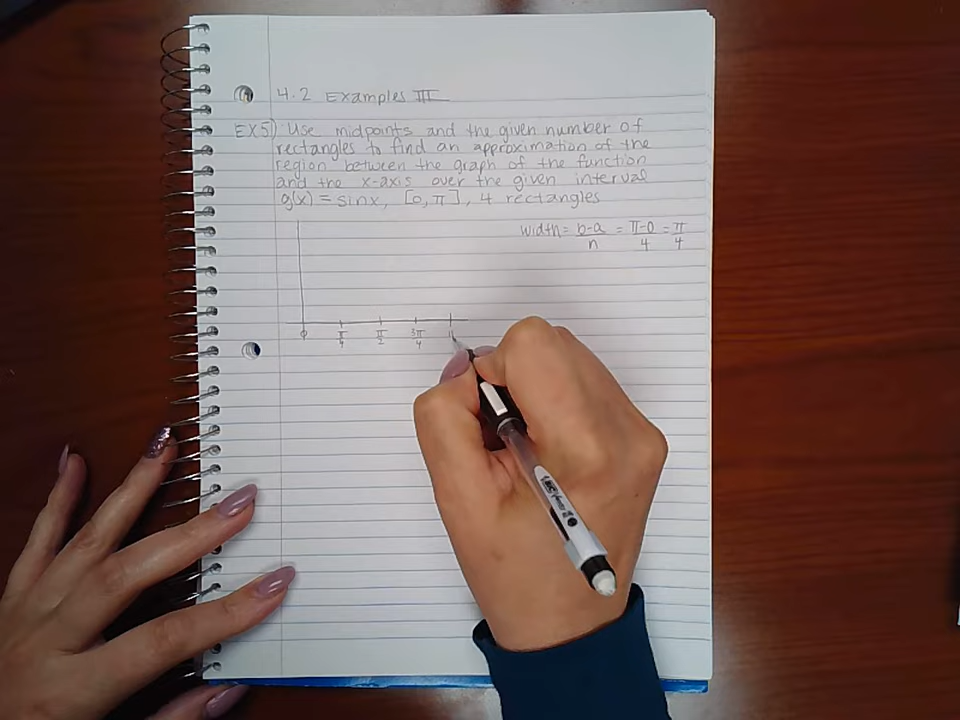 4.2 Examples III
EX5) Use midpoints and the given number of
rectangles to find an approximation of the
region between the graph of the function
and the x-axis over the given interval
g(x) = sinx, [0, π], 4 rectangles
width = b-a/n = π-0/4 = π/4
0 π/4 π/2 3π/4
BIC